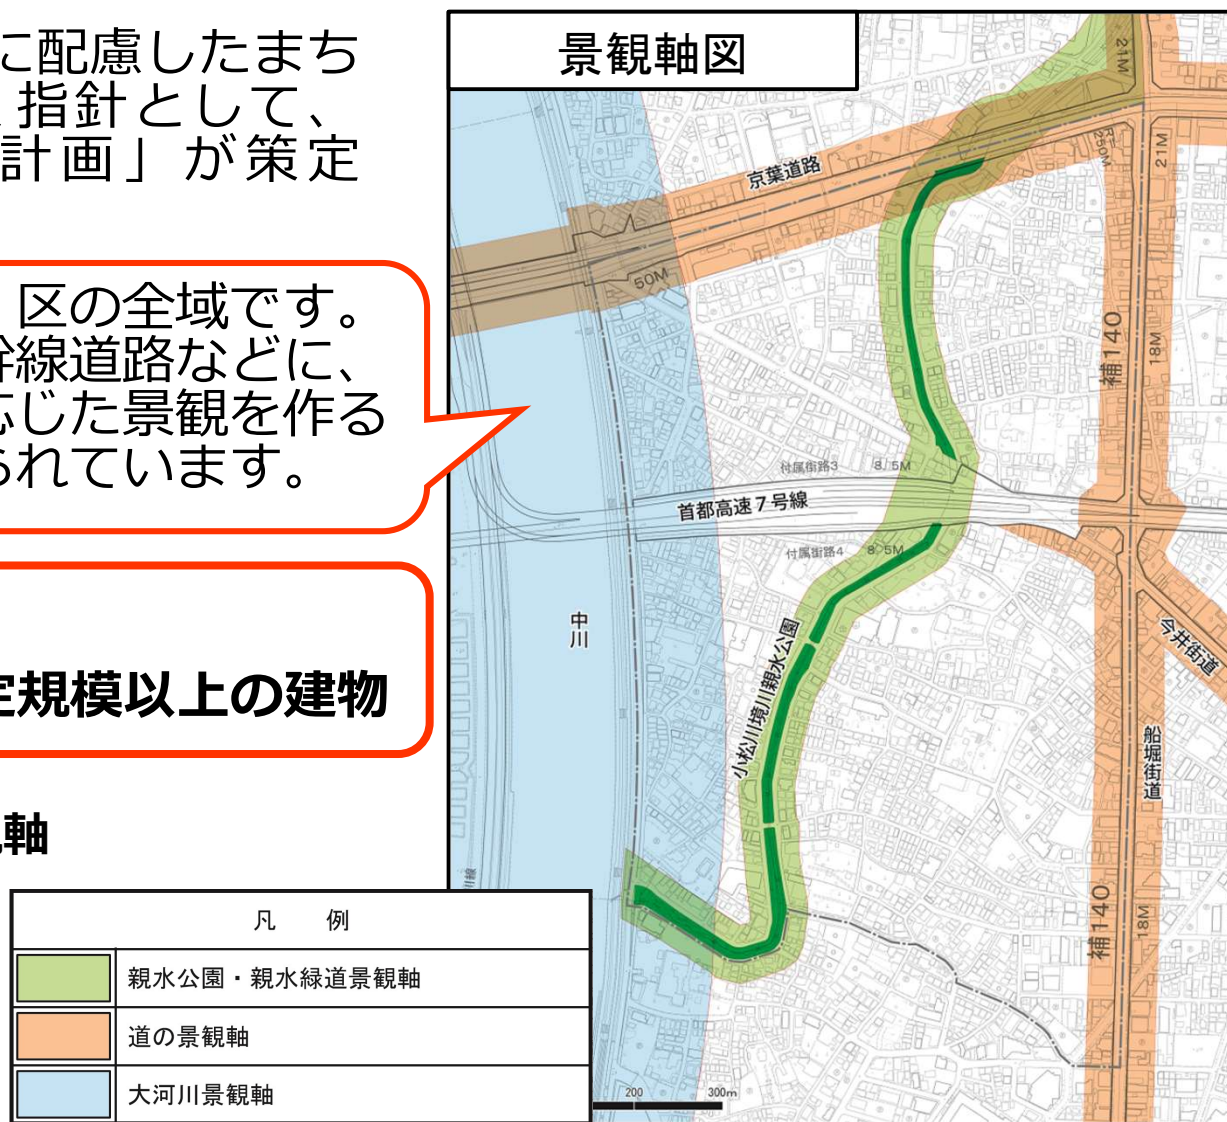 に配慮したまち
指針として、
計画」が策定
区の全域です。
幹線道路などに、
応じた景観を作る
られています。
定規模以上の建物
軸
景観軸図
21M
京葉道路
R=
250M
21M
50M
補140
18M
付属街路3 8.5M
首都高速7号線
付属街路4 8.5M
中川
小松川境川親水公園
今井街道
船堀街道
補140
18M
凡 例
親水公園・親水緑道景観軸
道の景観軸
大河川景観軸
200 300m